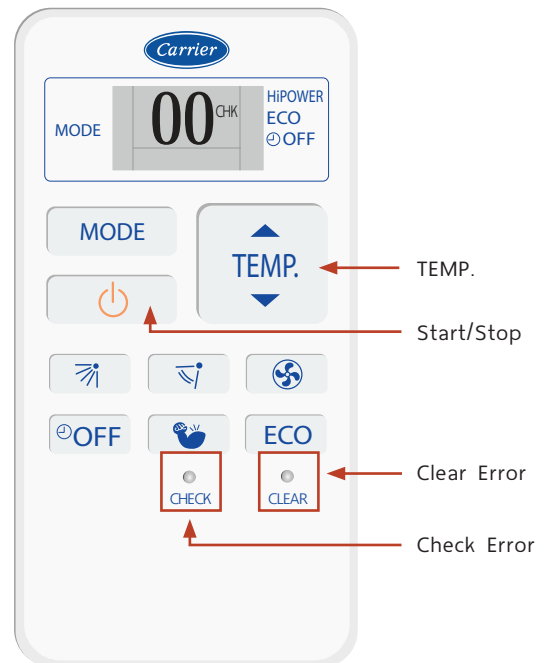 Carrier
MODE
00 CHK
HiPOWER
ECO
OFF
MODE
TEMP.
TEMP.
Start/Stop
OFF
ECO
CHECK
CLEAR
Clear Error
Check Error